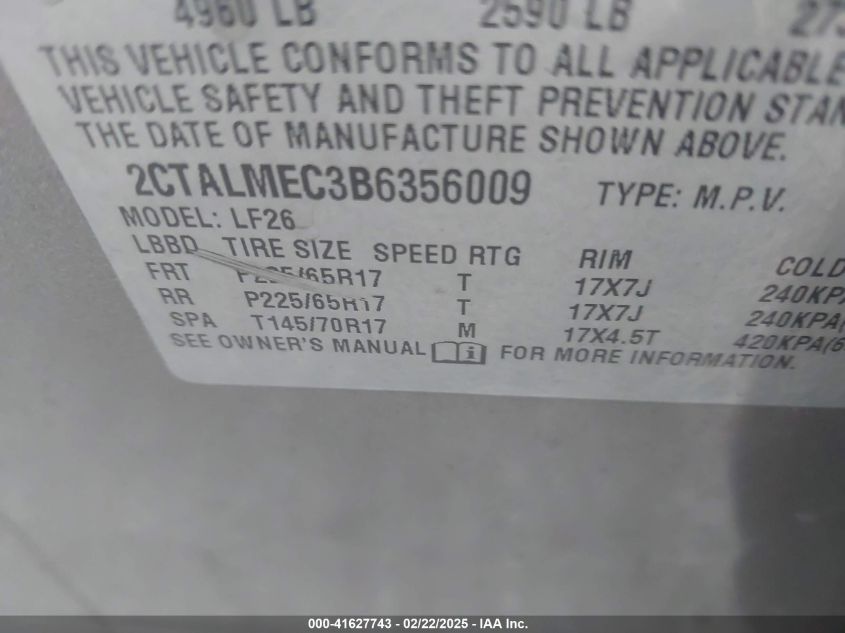 4960 LB 2590 LB
THIS VEHICLE CONFORMS TO ALL APPLICABLE
VEHICLE SAFETY AND THEFT PREVENTION STAN
THE DATE OF MANUFACTURE SHOWN ABOVE.
2CTALMEC3B6356009 TYPE: M.P.V.
MODEL: LF26
LBBD TIRE SIZE SPEED RTG RIM COLD
FRT P225/65R17 T 17X7J 240KPA
RR P225/65R17 T 17X7J 240KPA(
SPA T145/70R17 M 17X4.5T 420KPA(6
SEE OWNER'S MANUAL FOR MORE INFORMATION.
000-41627743 - 02/22/2025 - IAA Inc.